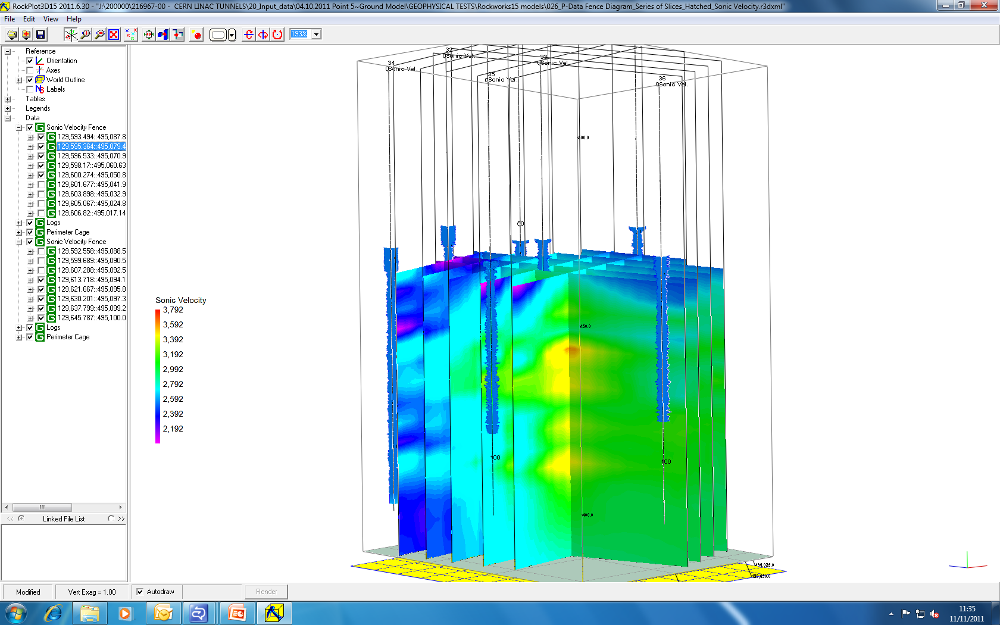 RockPlot3D15 2011.6.30 - "J:\200000\216967-00 - CERN LINAC TUNNELS\20_Input_data\04.10.2011 Point 5~Ground Model\GEOPHYSICAL TESTS\Rockworks15 models\026_P-Data Fence Diagram_Series of Slices_Hatched_Sonic Velocity.r3dxml"
File Edit View Help
193%
Reference
Orientation
Axes
World Outline
Labels
Tables
Legends
Data
Sonic Velocity Fence
129,593.494::495,087.8
129,595.364::495,079.4
129,596.533::495,070.9
129,598.17::495,060.63
129,600.274::495,050.8
129,601.677::495,041.9
129,603.898::495,032.9
129,605.067::495,024.8
129,606.82::495,017.14
Logs
Perimeter Cage
Sonic Velocity Fence
129,592.558::495,088.5
129,599.689::495,090.5
129,607.288::495,092.5
129,613.718::495,094.1
129,621.667::495,095.8
129,630.201::495,097.3
129,637.799::495,099.2
129,645.787::495,100.0
Logs
Perimeter Cage
<< Linked File List >>
32
0Sonic Vel.
33
0Sonic Vel.
34
0Sonic Vel.
35
0Sonic Vel.
36
0Sonic Vel.
500.0
50
450.0
100
100
400.0
495,025.0
129,650.0
Sonic Velocity
3,792
3,592
3,392
3,192
2,992
2,792
2,592
2,392
2,192
Modified Vert Exag = 1.00 Autodraw Render
11:35
11/11/2011